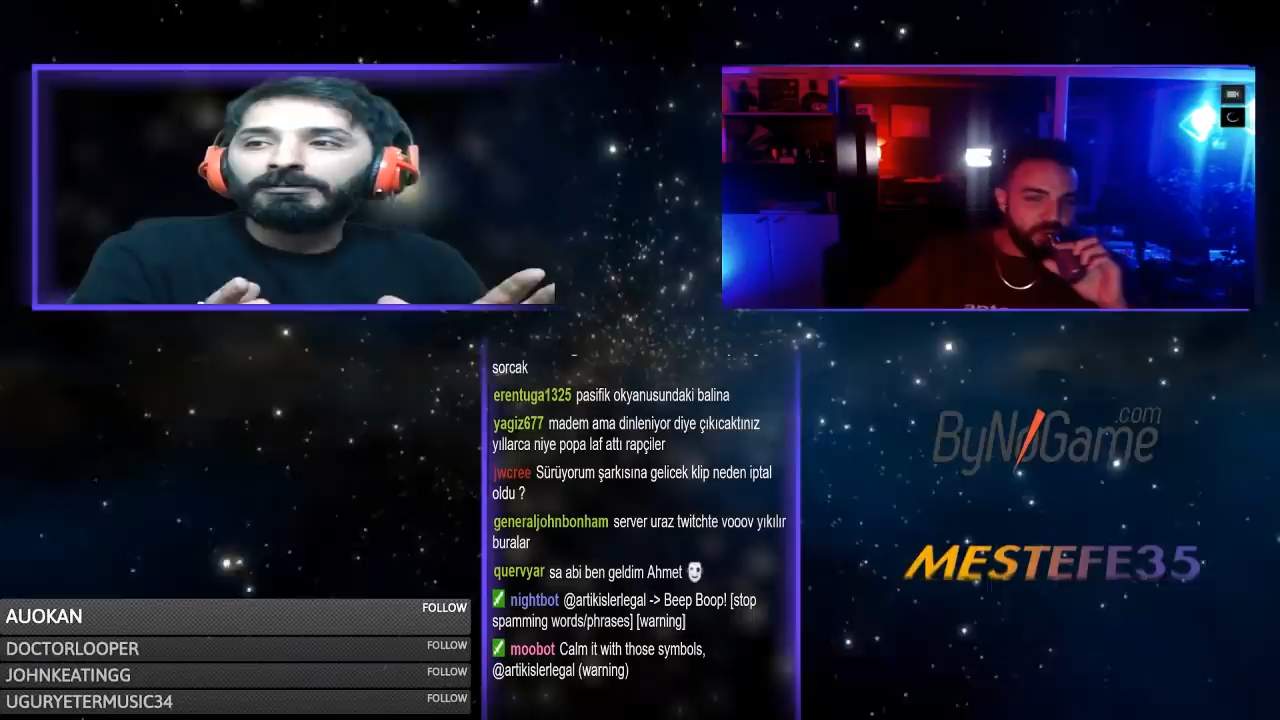 sorcak
erentuga1325 pasifik okyanusundaki balina
yagiz677 madem ama dinleniyor diye çıkıcaktınız
yıllarca niye popa laf attı rapçiler
jwcree Sürüyorum şarkısına gelicek klip neden iptal
oldu ?
generaljohnbonham server uraz twitchte vooov yıkılır
buralar
quervyar sa abi ben geldim Ahmet
nightbot @artikislerlegal -> Beep Boop! [stop
spamming words/phrases] [warning]
moobot Calm it with those symbols,
@artikislerlegal (warning)
ByNoGame.com
MESTEFE35
AUOKAN FOLLOW
DOCTORLOOPER FOLLOW
JOHNKEATINGG FOLLOW
UGURYETERMUSIC34 FOLLOW